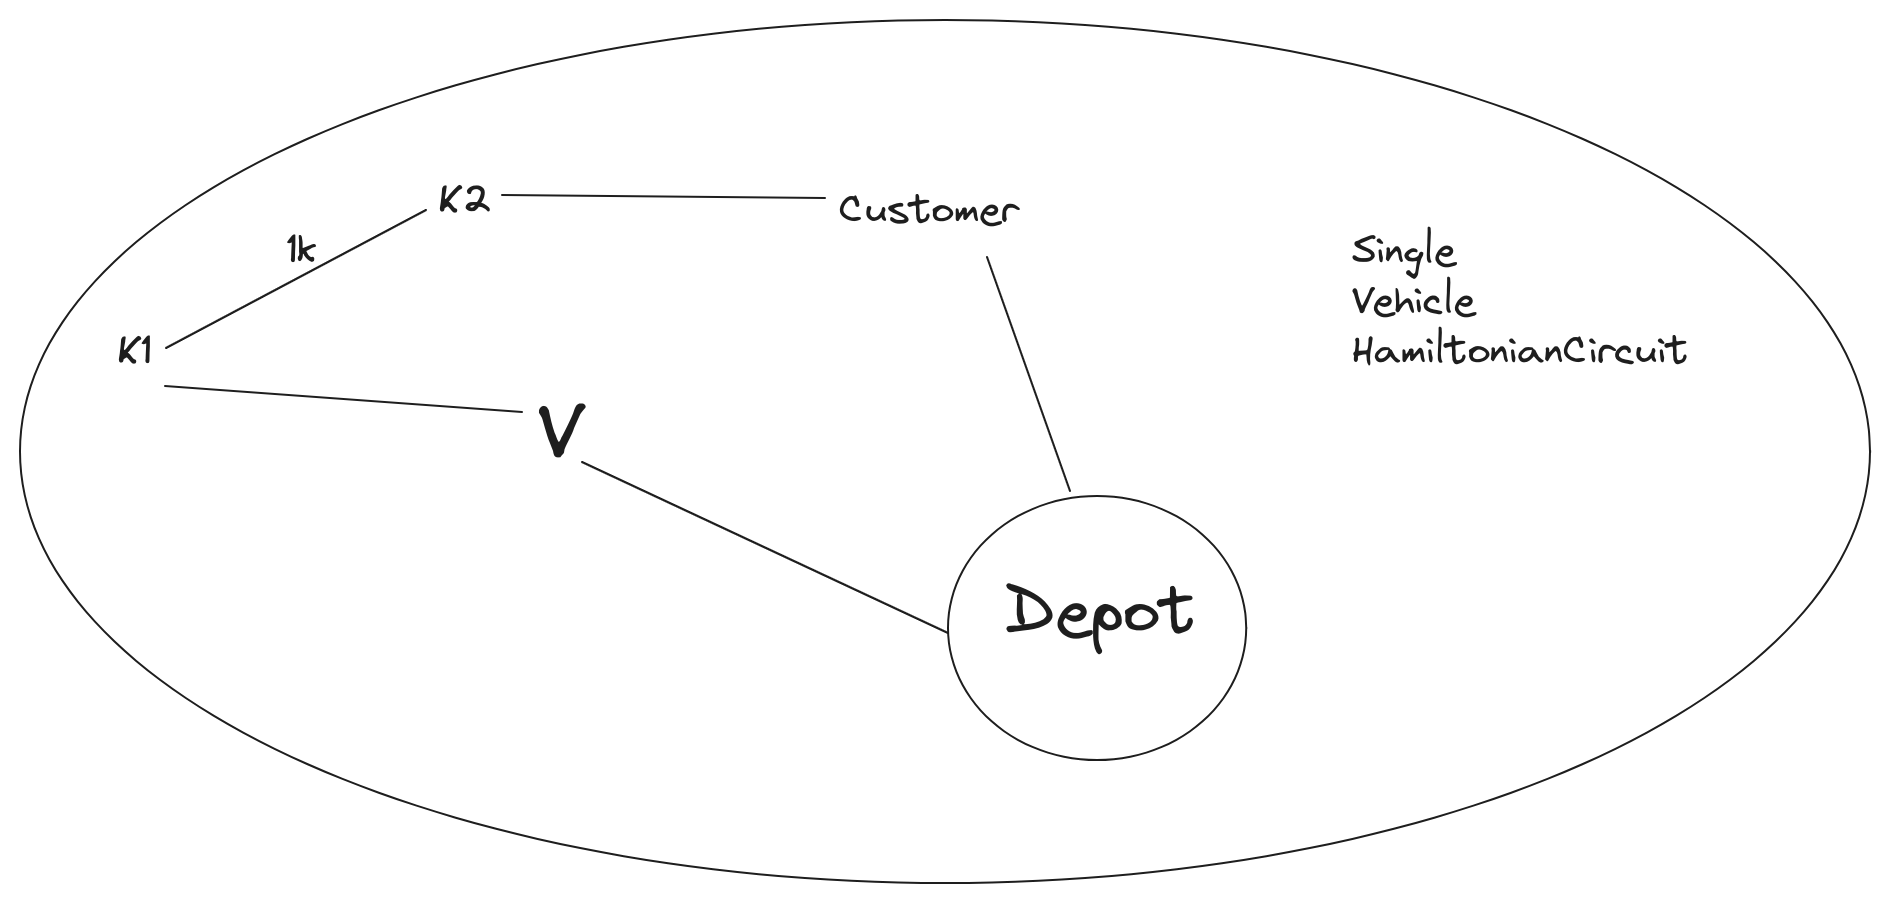 K2
Customer
1k
K1
V
Single
Vehicle
HamiltonianCircuit
Depot